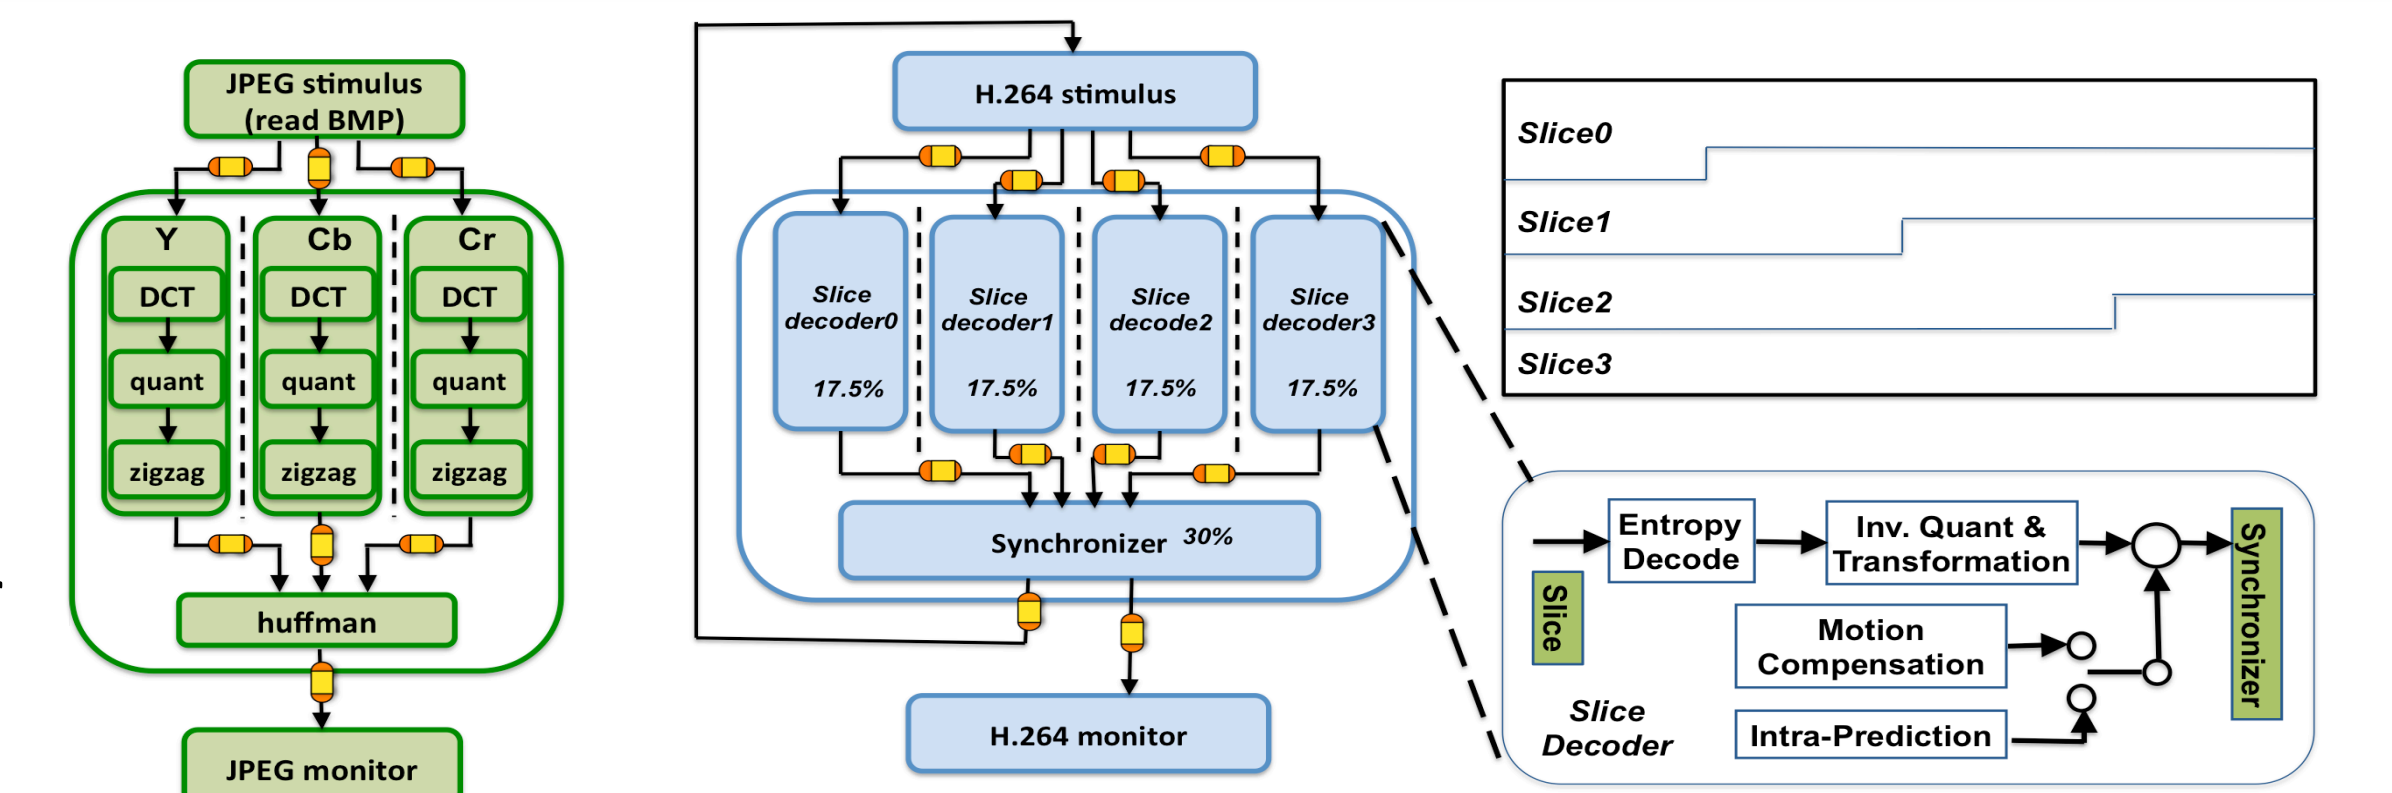 JPEG stimulus
(read BMP)
Y
Cb
Cr
DCT
DCT
DCT
quant
quant
quant
zigzag
zigzag
zigzag
huffman
JPEG monitor
H.264 stimulus
Slice
decoder0
17.5%
Slice
decoder1
17.5%
Slice
decode2
17.5%
Slice
decoder3
17.5%
Synchronizer 30%
H.264 monitor
Slice0
Slice1
Slice2
Slice3
Entropy
Decode
Inv. Quant &
Transformation
Motion
Compensation
Intra-Prediction
Slice
Synchronizer
Slice
Decoder